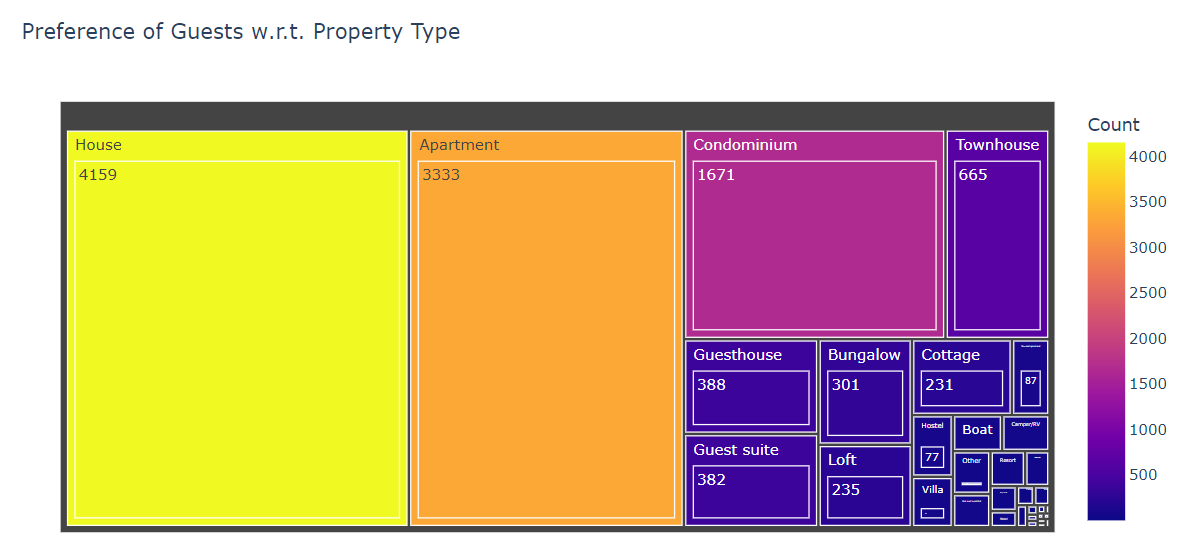 Preference of Guests w.r.t. Property Type
House
4159
Apartment
3333
Condominium
1671
Townhouse
665
Guesthouse
388
Guest suite
382
Bungalow
301
Loft
235
Cottage
231
87
Hostel
77
Villa
Boat
Camper/RV
Other
Resort
Count
4000
3500
3000
2500
2000
1500
1000
500